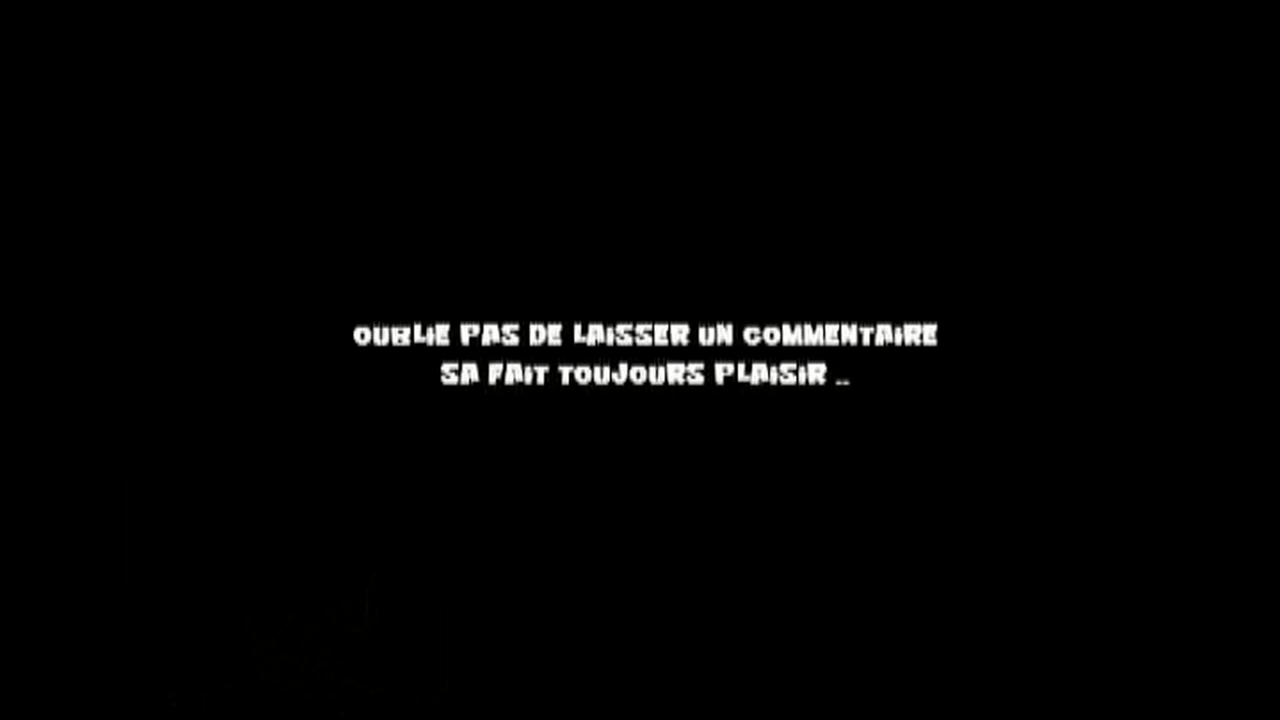 OUBLIE PAS DE LAISSER UN COMMENTAIRE
SA FAIT TOUJOURS PLAISIR ..